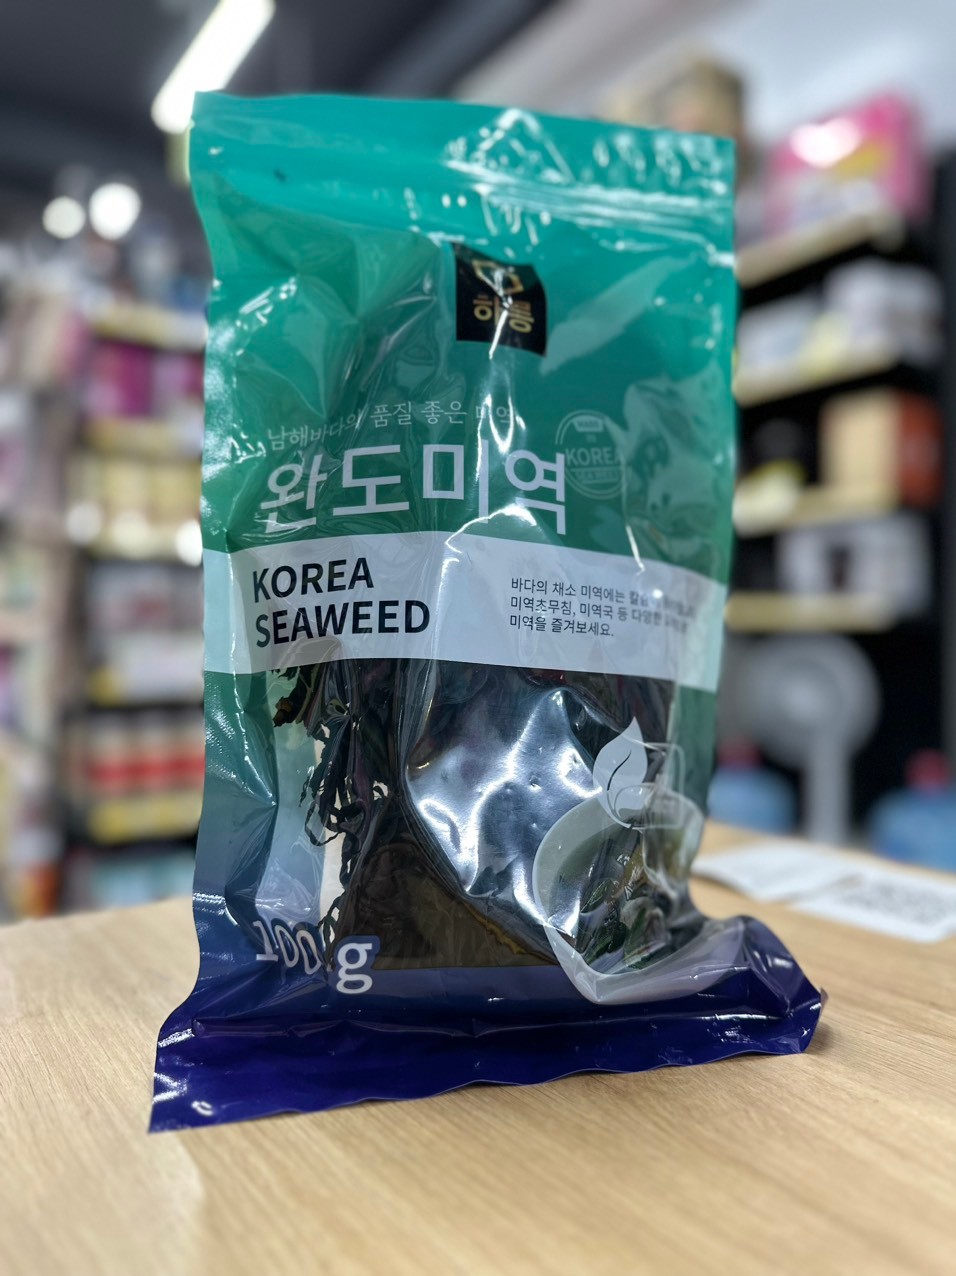 남해바다의 품질 좋은 미역
완도미역
KOREA
KOREA
SEAWEED
바다의 채소 미역에는
미역초무침, 미역국 등 다양한
미역을 즐겨보세요.
100g